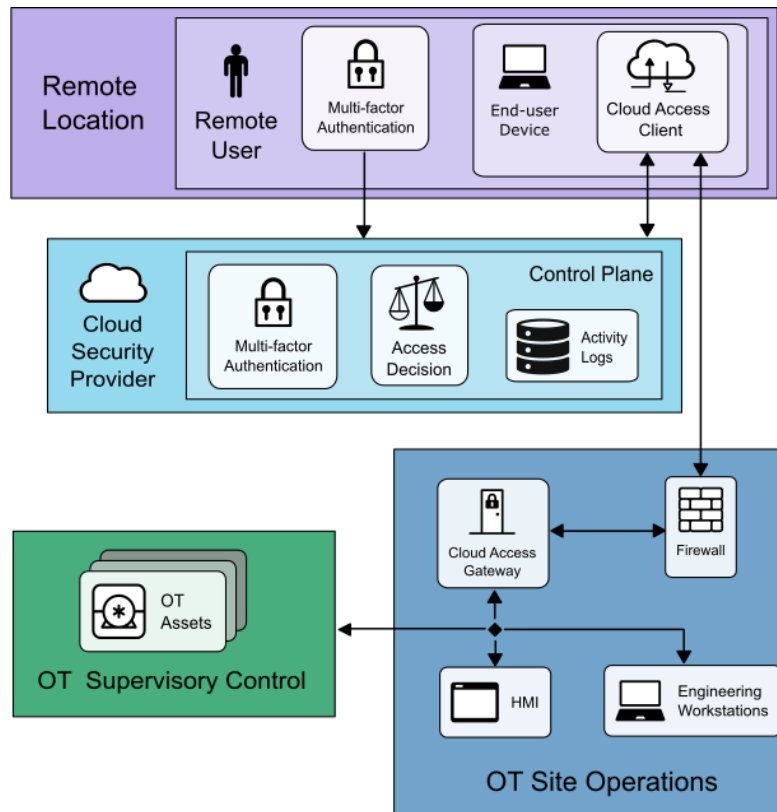 Remote
Location
Remote
User
Multi-factor
Authentication
End-user
Device
Cloud Access
Client
Cloud
Security
Provider
Control Plane
Multi-factor
Authentication
Access
Decision
Activity
Logs
Cloud Access
Gateway
Firewall
OT
Assets
OT Supervisory Control
HMI
Engineering
Workstations
OT Site Operations